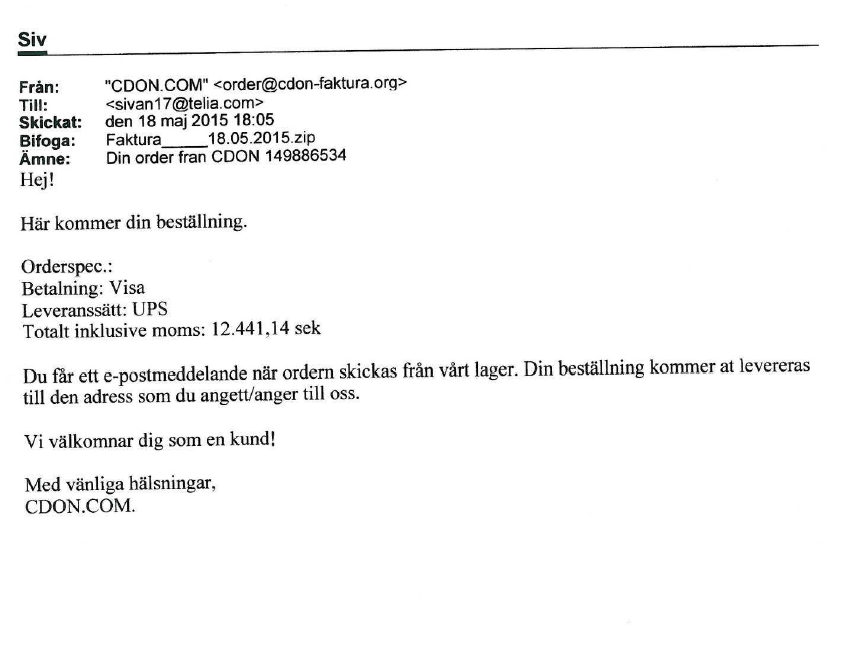 Siv
Från: "CDON.COM" <order@cdon-faktura.org>
Till: <sivan17@telia.com>
Skickat: den 18 maj 2015 18:05
Bifoga: Faktura_____18.05.2015.zip
Ämne: Din order fran CDON 149886534
Hej!
Här kommer din beställning.
Orderspec.:
Betalning: Visa
Leveranssätt: UPS
Totalt inklusive moms: 12.441,14 sek
Du får ett e-postmeddelande när ordern skickas från vårt lager. Din beställning kommer at levereras
till den adress som du angett/anger till oss.
Vi välkomnar dig som en kund!
Med vänliga hälsningar,
CDON.COM.